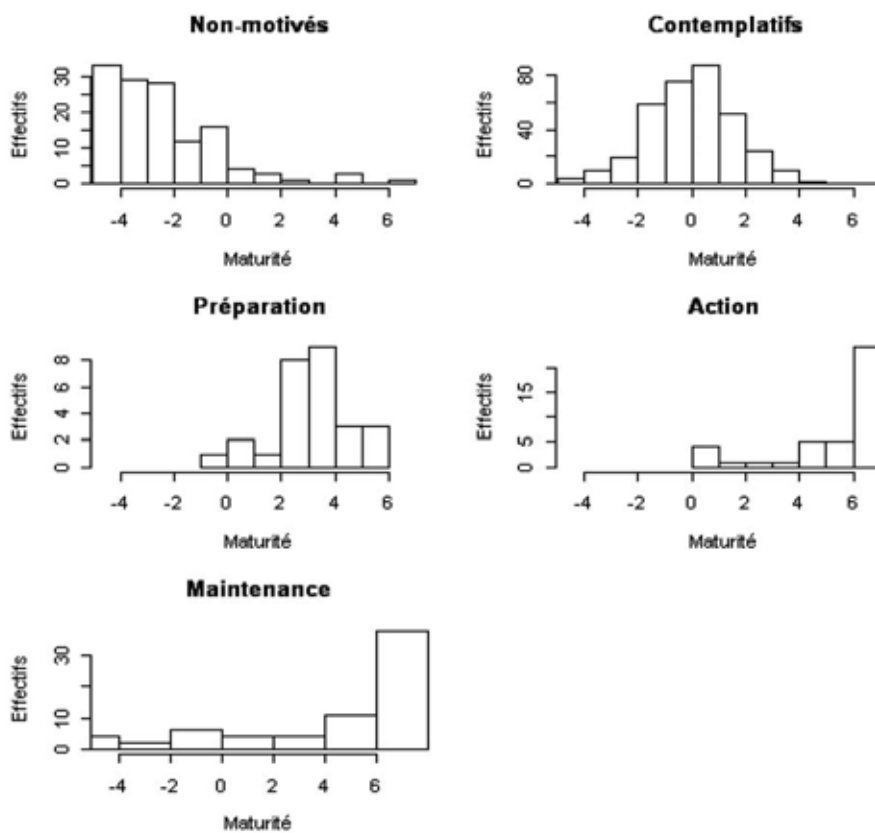 Non-motivés
Effectifs
0 10 20 30
-4 -2 0 2 4 6
Maturité
Contemplatifs
Effectifs
0 40 80
-4 -2 0 2 4 6
Maturité
Préparation
Effectifs
0 2 4 6 8
-4 -2 0 2 4 6
Maturité
Action
Effectifs
0 5 15
-4 -2 0 2 4 6
Maturité
Maintenance
Effectifs
0 10 30
-4 -2 0 2 4 6
Maturité